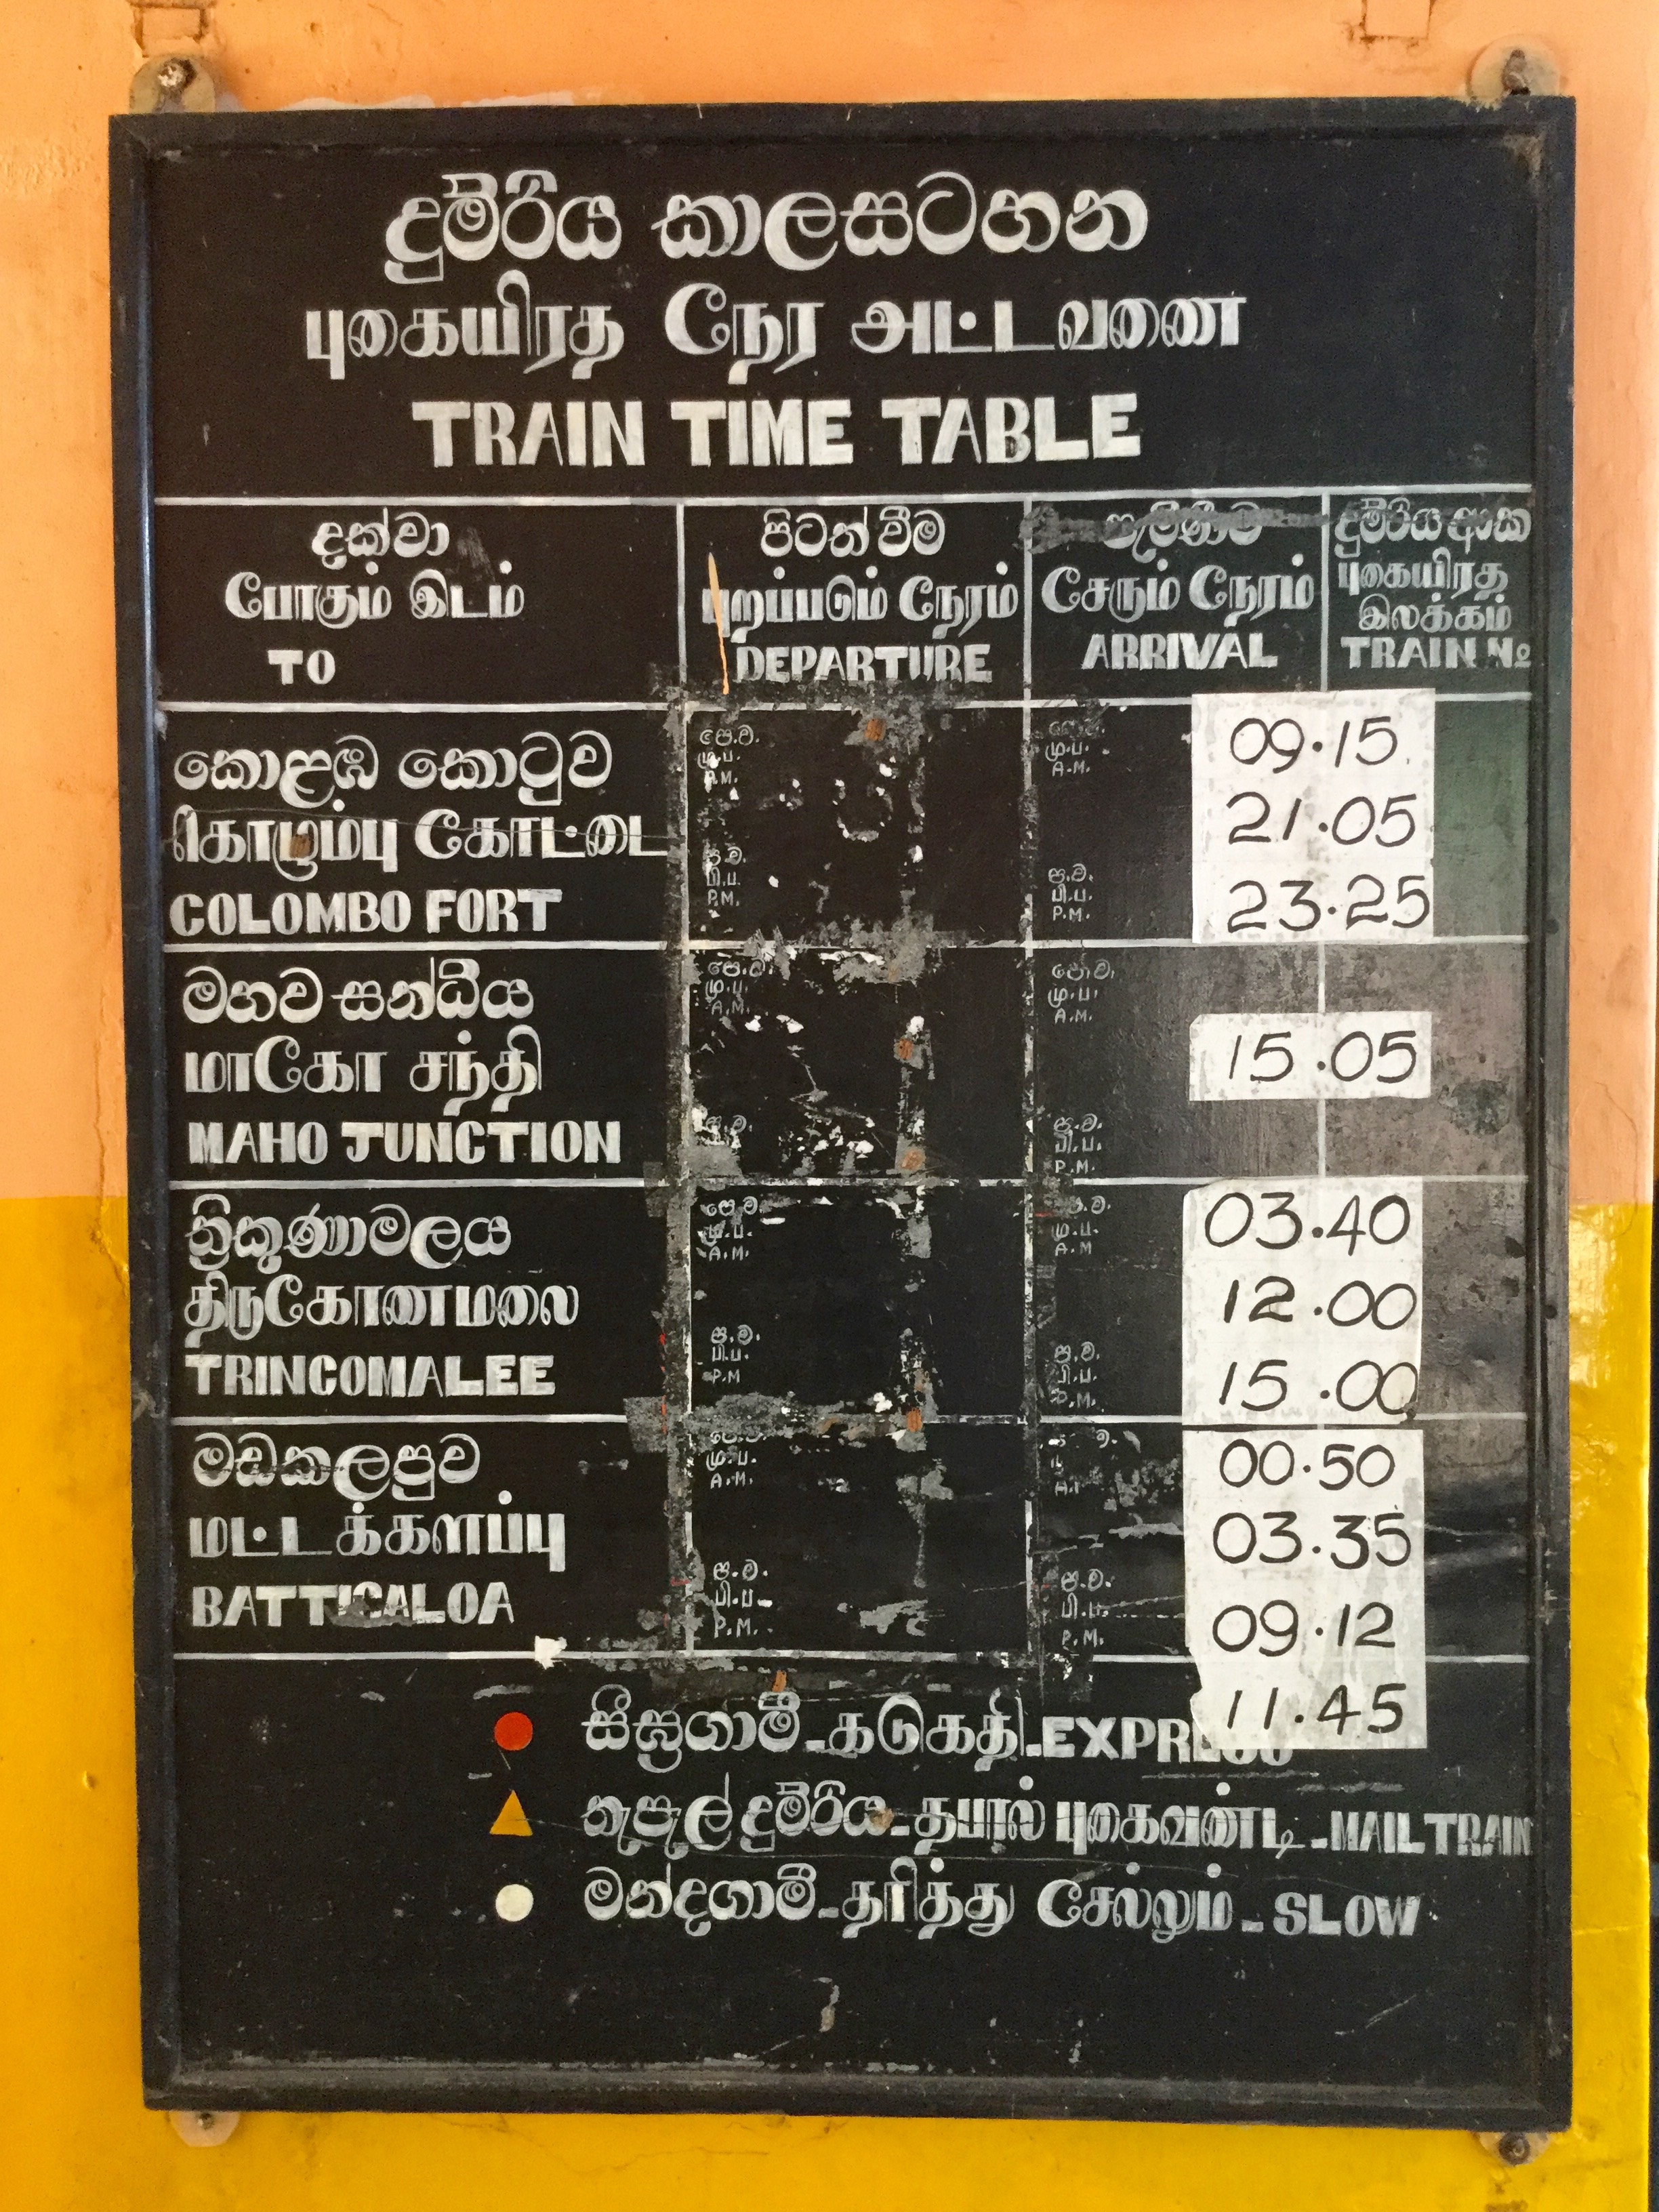 දුම්රිය කාලසටහන
புகையிரத நேர அட்டவணை
TRAIN TIME TABLE
දක්වා
போகும் இடம்
TO
පිටත්වීම
புறப்படும் நேரம்
DEPARTURE
පැමිණීම
சேரும் நேரம்
ARRIVAL
දුම්රිය අංක
புகையிரத
இலக்கம்
TRAIN No
කොළඹ කොටුව
கொழும்பு கோட்டை
COLOMBO FORT
පෙ.ව.
மு.ப.
A.M.
ප.ව.
பி.ப.
P.M.
மு.ப.
A.M.
ප.ව.
பி.ப.
P.M.
09.15
21.05
23.25
මහව සන්ධිය
மாகோ சந்தி
MAHO JUNCTION
පෙ.ව.
மு.ப.
A.M.
ප.ව.
පෙ.ව.
மு.ப.
A.M.
ප.ව.
பி.ப.
P.M.
15.05
ත්‍රිකුණාමලය
திருகோணமலை
TRINCOMALEE
පෙ.ව.
மு.ப.
A.M.
ප.ව.
பி.ப.
P.M
மு.ப.
A.M
ප.ව.
பி.ப.
P.M.
03.40
12.00
15.00
මඩකලපුව
மட்டக்களப்பு
BATTICALOA
மு.ப.
A.M.
ප.ව.
பி.ப.
P.M.
ප.ව.
பி.ப.
P.M.
00.50
03.35
09.12
11.45
සීඝ්‍රගාමී - கடுகதி - EXPRESS
තැපැල් දුම්රිය - தபால் புகைவண்டி - MAIL TRAIN
මන්දගාමී - தரித்து சேல்லும் - SLOW